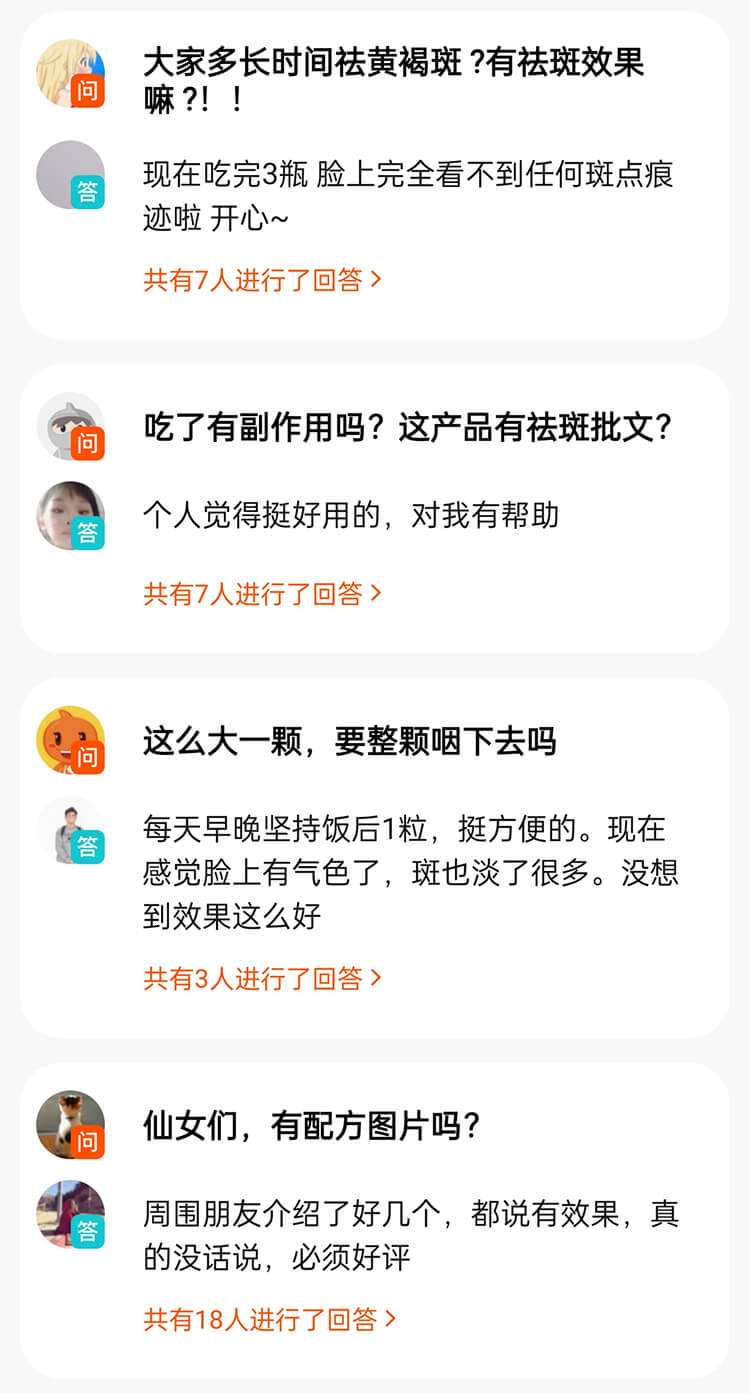 大家多长时间祛黄褐斑 ?有祛斑效果
嘛 ?！！
问
现在吃完3瓶 脸上完全看不到任何斑点痕
迹啦 开心~
答
共有7人进行了回答 >
吃了有副作用吗？这产品有祛斑批文？
问
个人觉得挺好用的，对我有帮助
答
共有7人进行了回答 >
这么大一颗，要整颗咽下去吗
问
每天早晚坚持饭后1粒，挺方便的。现在
感觉脸上有气色了，斑也淡了很多。没想
到效果这么好
答
共有3人进行了回答 >
仙女们，有配方图片吗？
问
周围朋友介绍了好几个，都说有效果，真
的没话说，必须好评
答
共有18人进行了回答 >